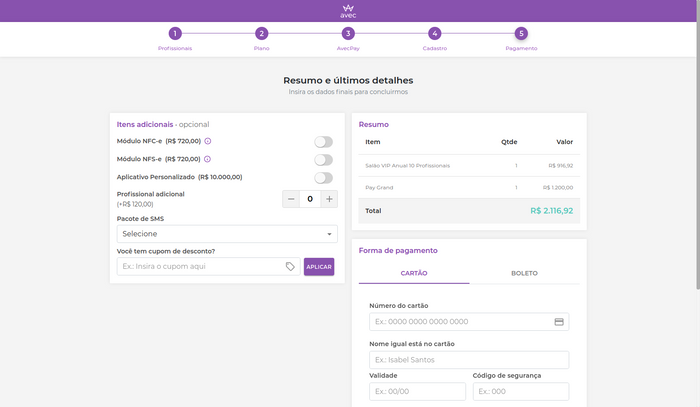 avec
1 2 3 4 5
Profissionais Plano AvecPay Cadastro Pagamento
Resumo e últimos detalhes
Insira os dados finais para concluirmos
Itens adicionais - opcional
Módulo NFC-e (R$ 720,00)
Módulo NFS-e (R$ 720,00)
Aplicativo Personalizado (R$ 10.000,00)
Profissional adicional
(+R$ 120,00)
0
Pacote de SMS
Selecione
Você tem cupom de desconto?
Ex.: Insira o cupom aqui
APLICAR
Resumo
Item Qtde Valor
Salão VIP Anual 10 Profissionais 1 R$ 916,92
Pay Grand 1 R$ 1.200,00
Total R$ 2.116,92
Forma de pagamento
CARTÃO BOLETO
Número do cartão
Ex.: 0000 0000 0000 0000
Nome igual está no cartão
Ex.: Isabel Santos
Validade Código de segurança
Ex.: 00/00 Ex.: 000